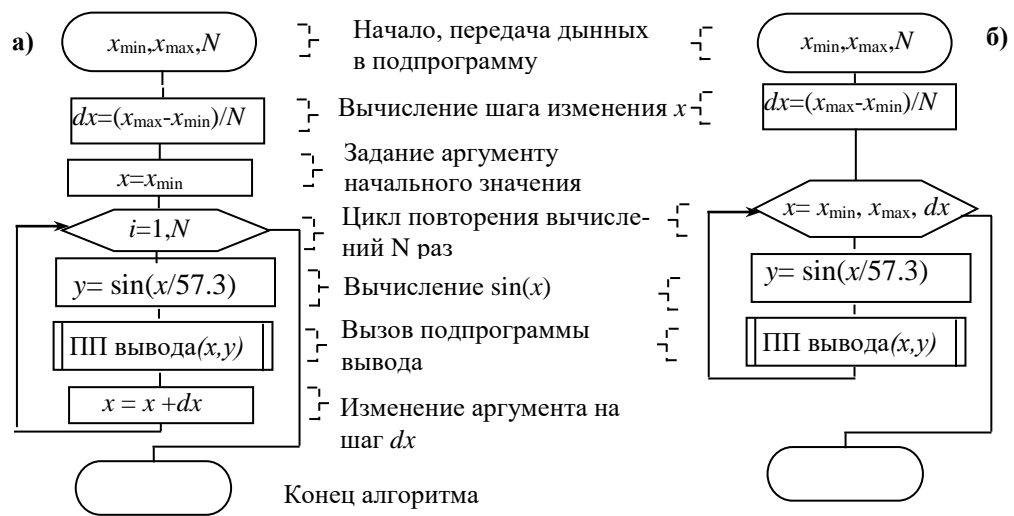 а)
xmin,xmax,N
dx=(xmax-xmin)/N
x=xmin
i=1,N
y= sin(x/57.3)
ПП вывода(x,y)
x = x +dx
Начало, передача дынных
в подпрограмму
Вычисление шага изменения x
Задание аргументу
начального значения
Цикл повторения вычисле-
ний N раз
Вычисление sin(x)
Вызов подпрограммы
вывода
Изменение аргумента на
шаг dx
Конец алгоритма
б)
xmin,xmax,N
dx=(xmax-xmin)/N
x= xmin, xmax, dx
y= sin(x/57.3)
ПП вывода(x,y)